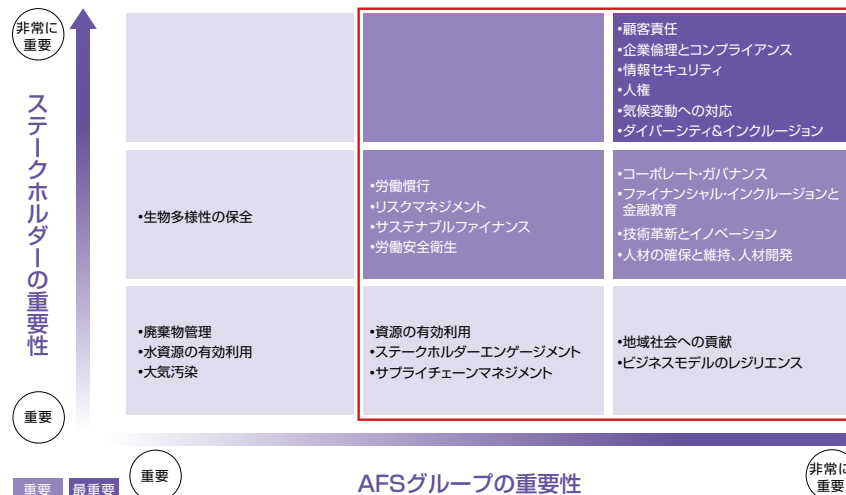 非常に
重要
ステークホルダーの重要性
重要
•顧客責任
•企業倫理とコンプライアンス
•情報セキュリティ
•人権
•気候変動への対応
•ダイバーシティ&インクルージョン
•生物多様性の保全
•労働慣行
•リスクマネジメント
•サステナブルファイナンス
•労働安全衛生
•コーポレート・ガバナンス
•ファイナンシャル・インクルージョンと
金融教育
•技術革新とイノベーション
•人材の確保と維持、人材開発
•廃棄物管理
•水資源の有効利用
•大気汚染
•資源の有効利用
•ステークホルダーエンゲージメント
•サプライチェーンマネジメント
•地域社会への貢献
•ビジネスモデルのレジリエンス
重要
AFSグループの重要性
非常に
重要
重要
最重要